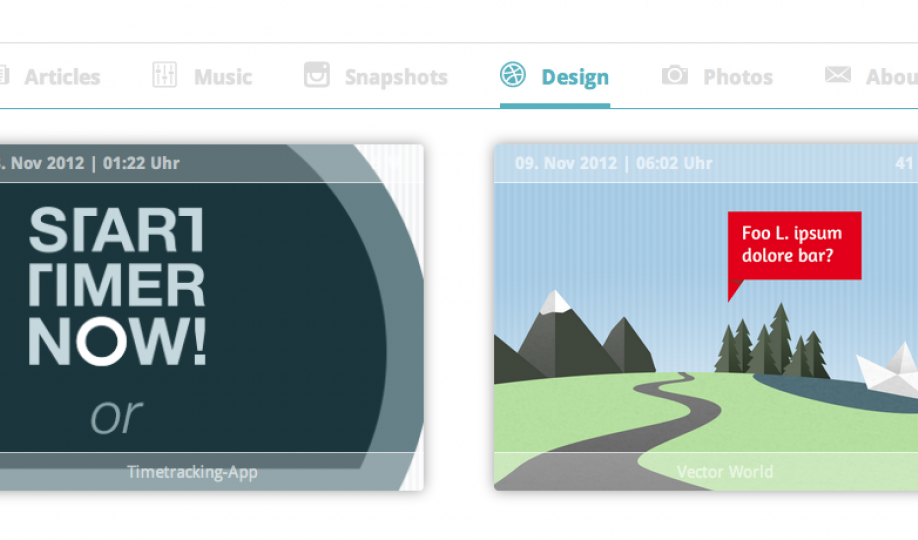 Articles
Music
Snapshots
Design
Photos
Abou
. Nov 2012 | 01:22 Uhr
START
TIMER
NOW!
or
Timetracking-App
09. Nov 2012 | 06:02 Uhr
41
Foo L. ipsum
dolore bar?
Vector World